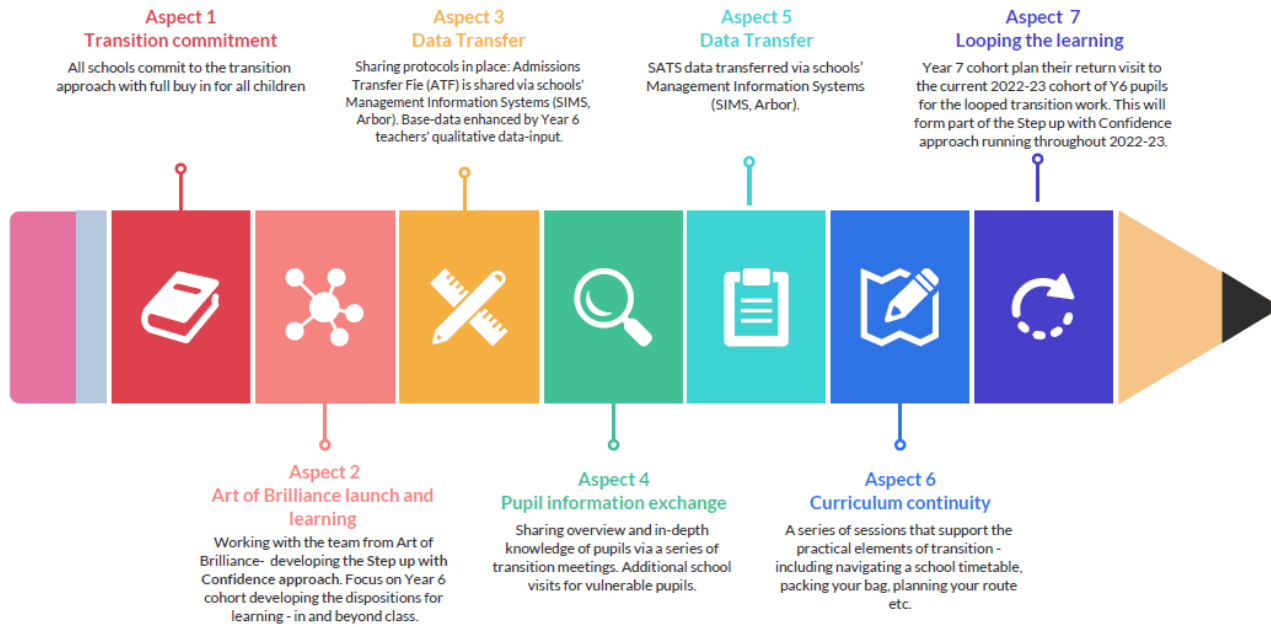 Aspect 1
Transition commitment
All schools commit to the transition
approach with full buy in for all children
Aspect 2
Art of Brilliance launch and
learning
Working with the team from Art of
Brilliance- developing the Step up with
Confidence approach. Focus on Year 6
cohort developing the dispositions for
learning - in and beyond class.
Aspect 3
Data Transfer
Sharing protocols in place: Admissions
Transfer Fie (ATF) is shared via schools'
Management Information Systems (SIMS,
Arbor). Base-data enhanced by Year 6
teachers' qualitative data-input.
Aspect 4
Pupil information exchange
Sharing overview and in-depth
knowledge of pupils via a series of
transition meetings. Additional school
visits for vulnerable pupils.
Aspect 5
Data Transfer
SATS data transferred via schools'
Management Information Systems
(SIMS, Arbor).
Aspect 6
Curriculum continuity
A series of sessions that support the
practical elements of transition -
including navigating a school timetable,
packing your bag, planning your route
etc.
Aspect 7
Looping the learning
Year 7 cohort plan their return visit to
the current 2022-23 cohort of Y6 pupils
for the looped transition work. This will
form part of the Step up with Confidence
approach running throughout 2022-23.